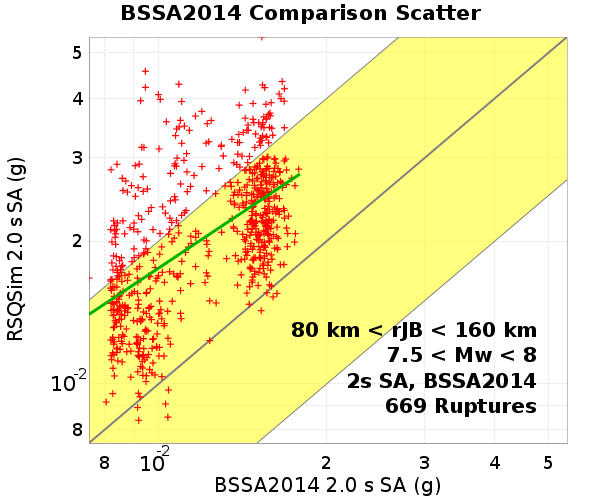 BSSA2014 Comparison Scatter
RSQSim 2.0 s SA (g)
5
4
3
2
10-2
8
80 km < rJB < 160 km
7.5 < Mw < 8
2s SA, BSSA2014
669 Ruptures
8 10-2 2 3 4 5
BSSA2014 2.0 s SA (g)